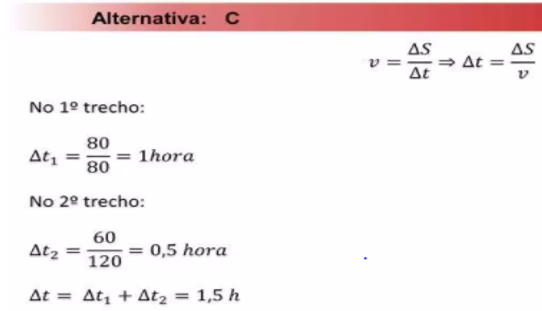 Alternativa: C
v = ΔS/Δt ⇒ Δt = ΔS/v
No 1º trecho:
Δt₁ = 80/80 = 1hora
No 2º trecho:
Δt₂ = 60/120 = 0,5 hora
Δt = Δt₁ + Δt₂ = 1,5 h